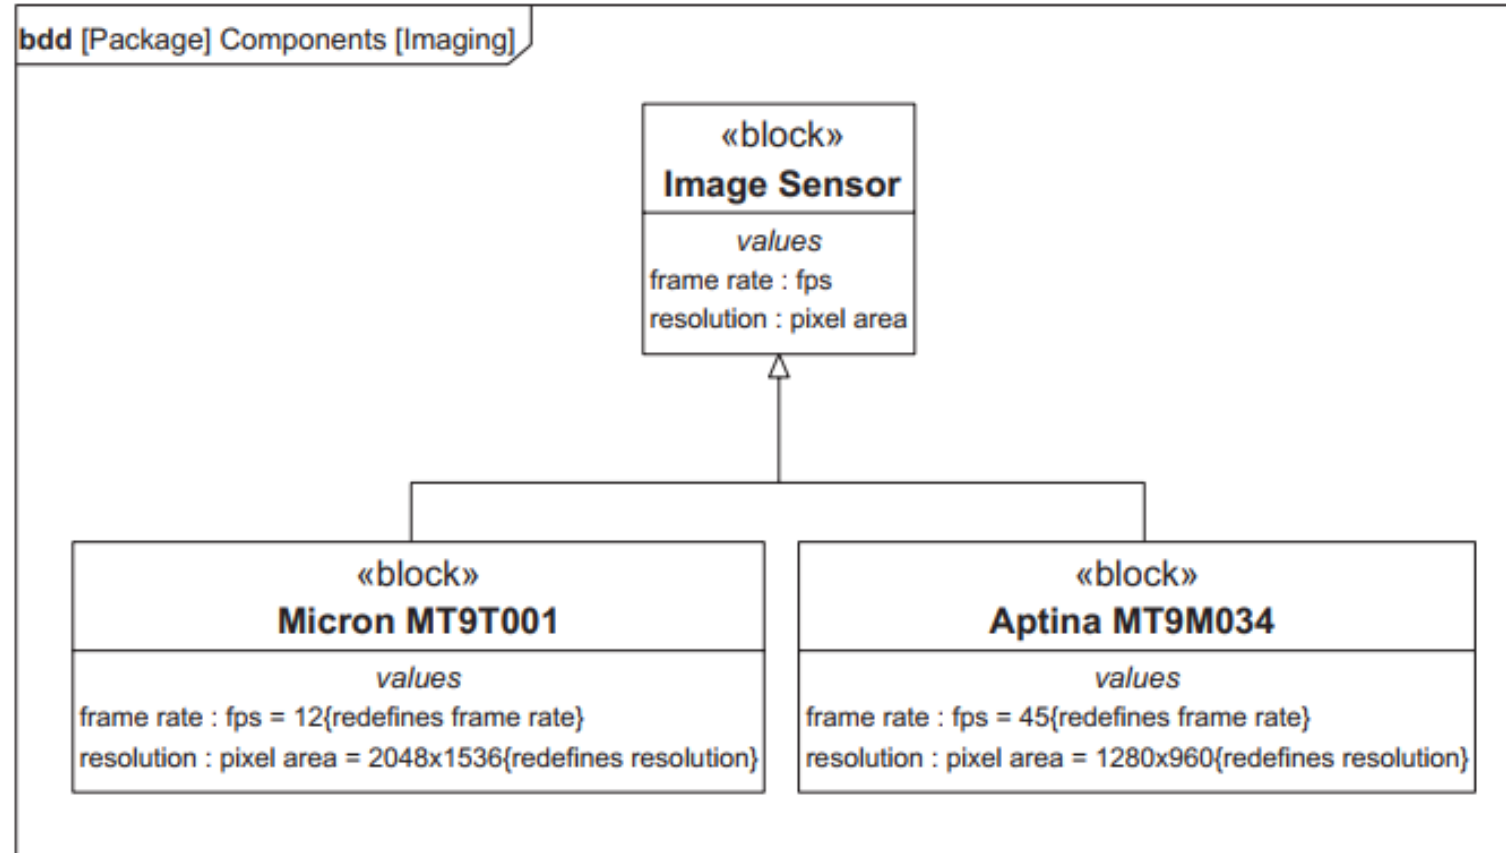 bdd [Package] Components [Imaging]
«block»
Image Sensor
values
frame rate : fps
resolution : pixel area
«block»
Micron MT9T001
values
frame rate : fps = 12{redefines frame rate}
resolution : pixel area = 2048x1536{redefines resolution}
«block»
Aptina MT9M034
values
frame rate : fps = 45{redefines frame rate}
resolution : pixel area = 1280x960{redefines resolution}